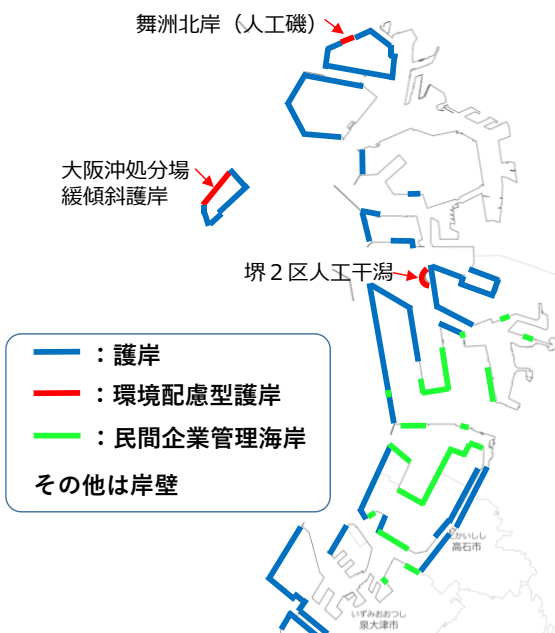 舞洲北岸（人工磯）
大阪沖処分場
緩傾斜護岸
堺２区人工干潟
：護岸
：環境配慮型護岸
：民間企業管理海岸
その他は岸壁
たかいしし
高石市
いずみおおつし
泉大津市